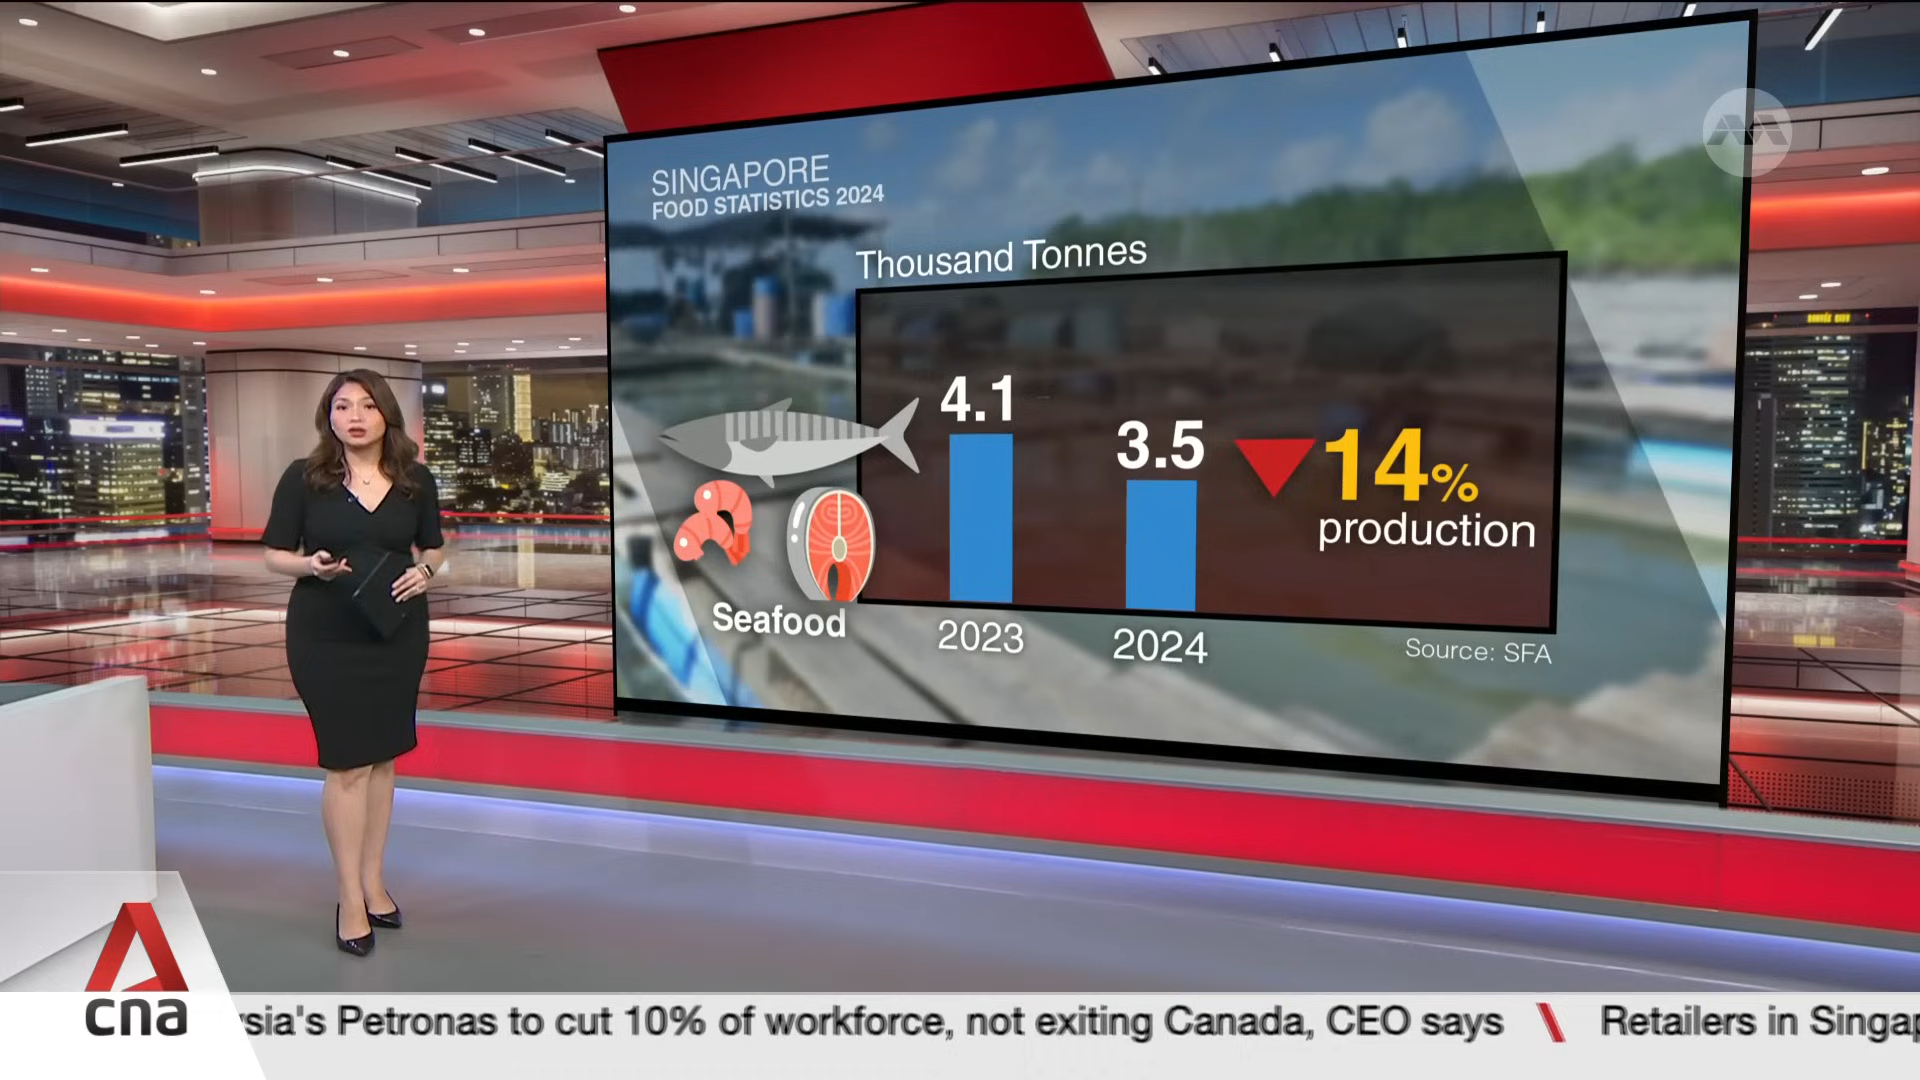 SINGAPORE
FOOD STATISTICS 2024
Thousand Tonnes
4.1
3.5
14%
production
Seafood
2023
2024
Source: SFA
cna
sia's Petronas to cut 10% of workforce, not exiting Canada, CEO says
Retailers in Singap